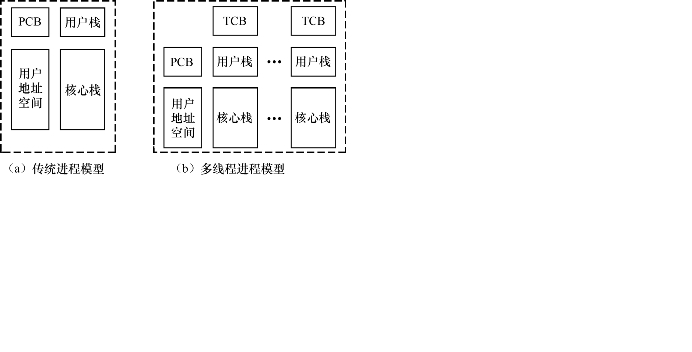 PCB 用户栈
用户
地址
空间
核心栈
(a) 传统进程模型
TCB TCB
PCB 用户栈 … 用户栈
用户
地址
空间
核心栈 … 核心栈
(b) 多线程进程模型